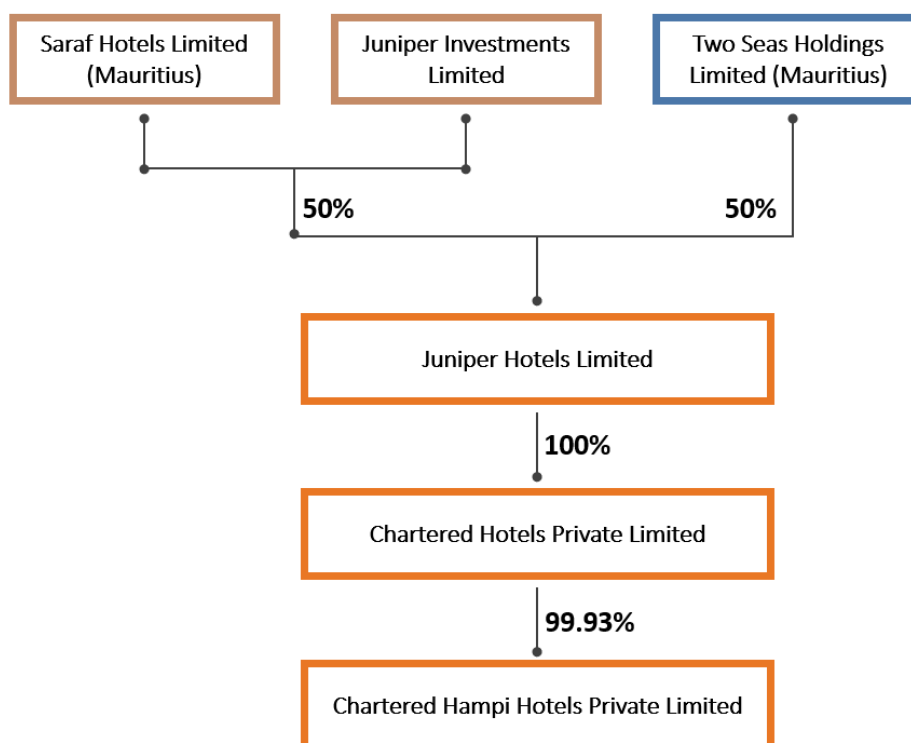 Saraf Hotels Limited
(Mauritius)
Juniper Investments
Limited
Two Seas Holdings
Limited (Mauritius)
50%
50%
Juniper Hotels Limited
100%
Chartered Hotels Private Limited
99.93%
Chartered Hampi Hotels Private Limited